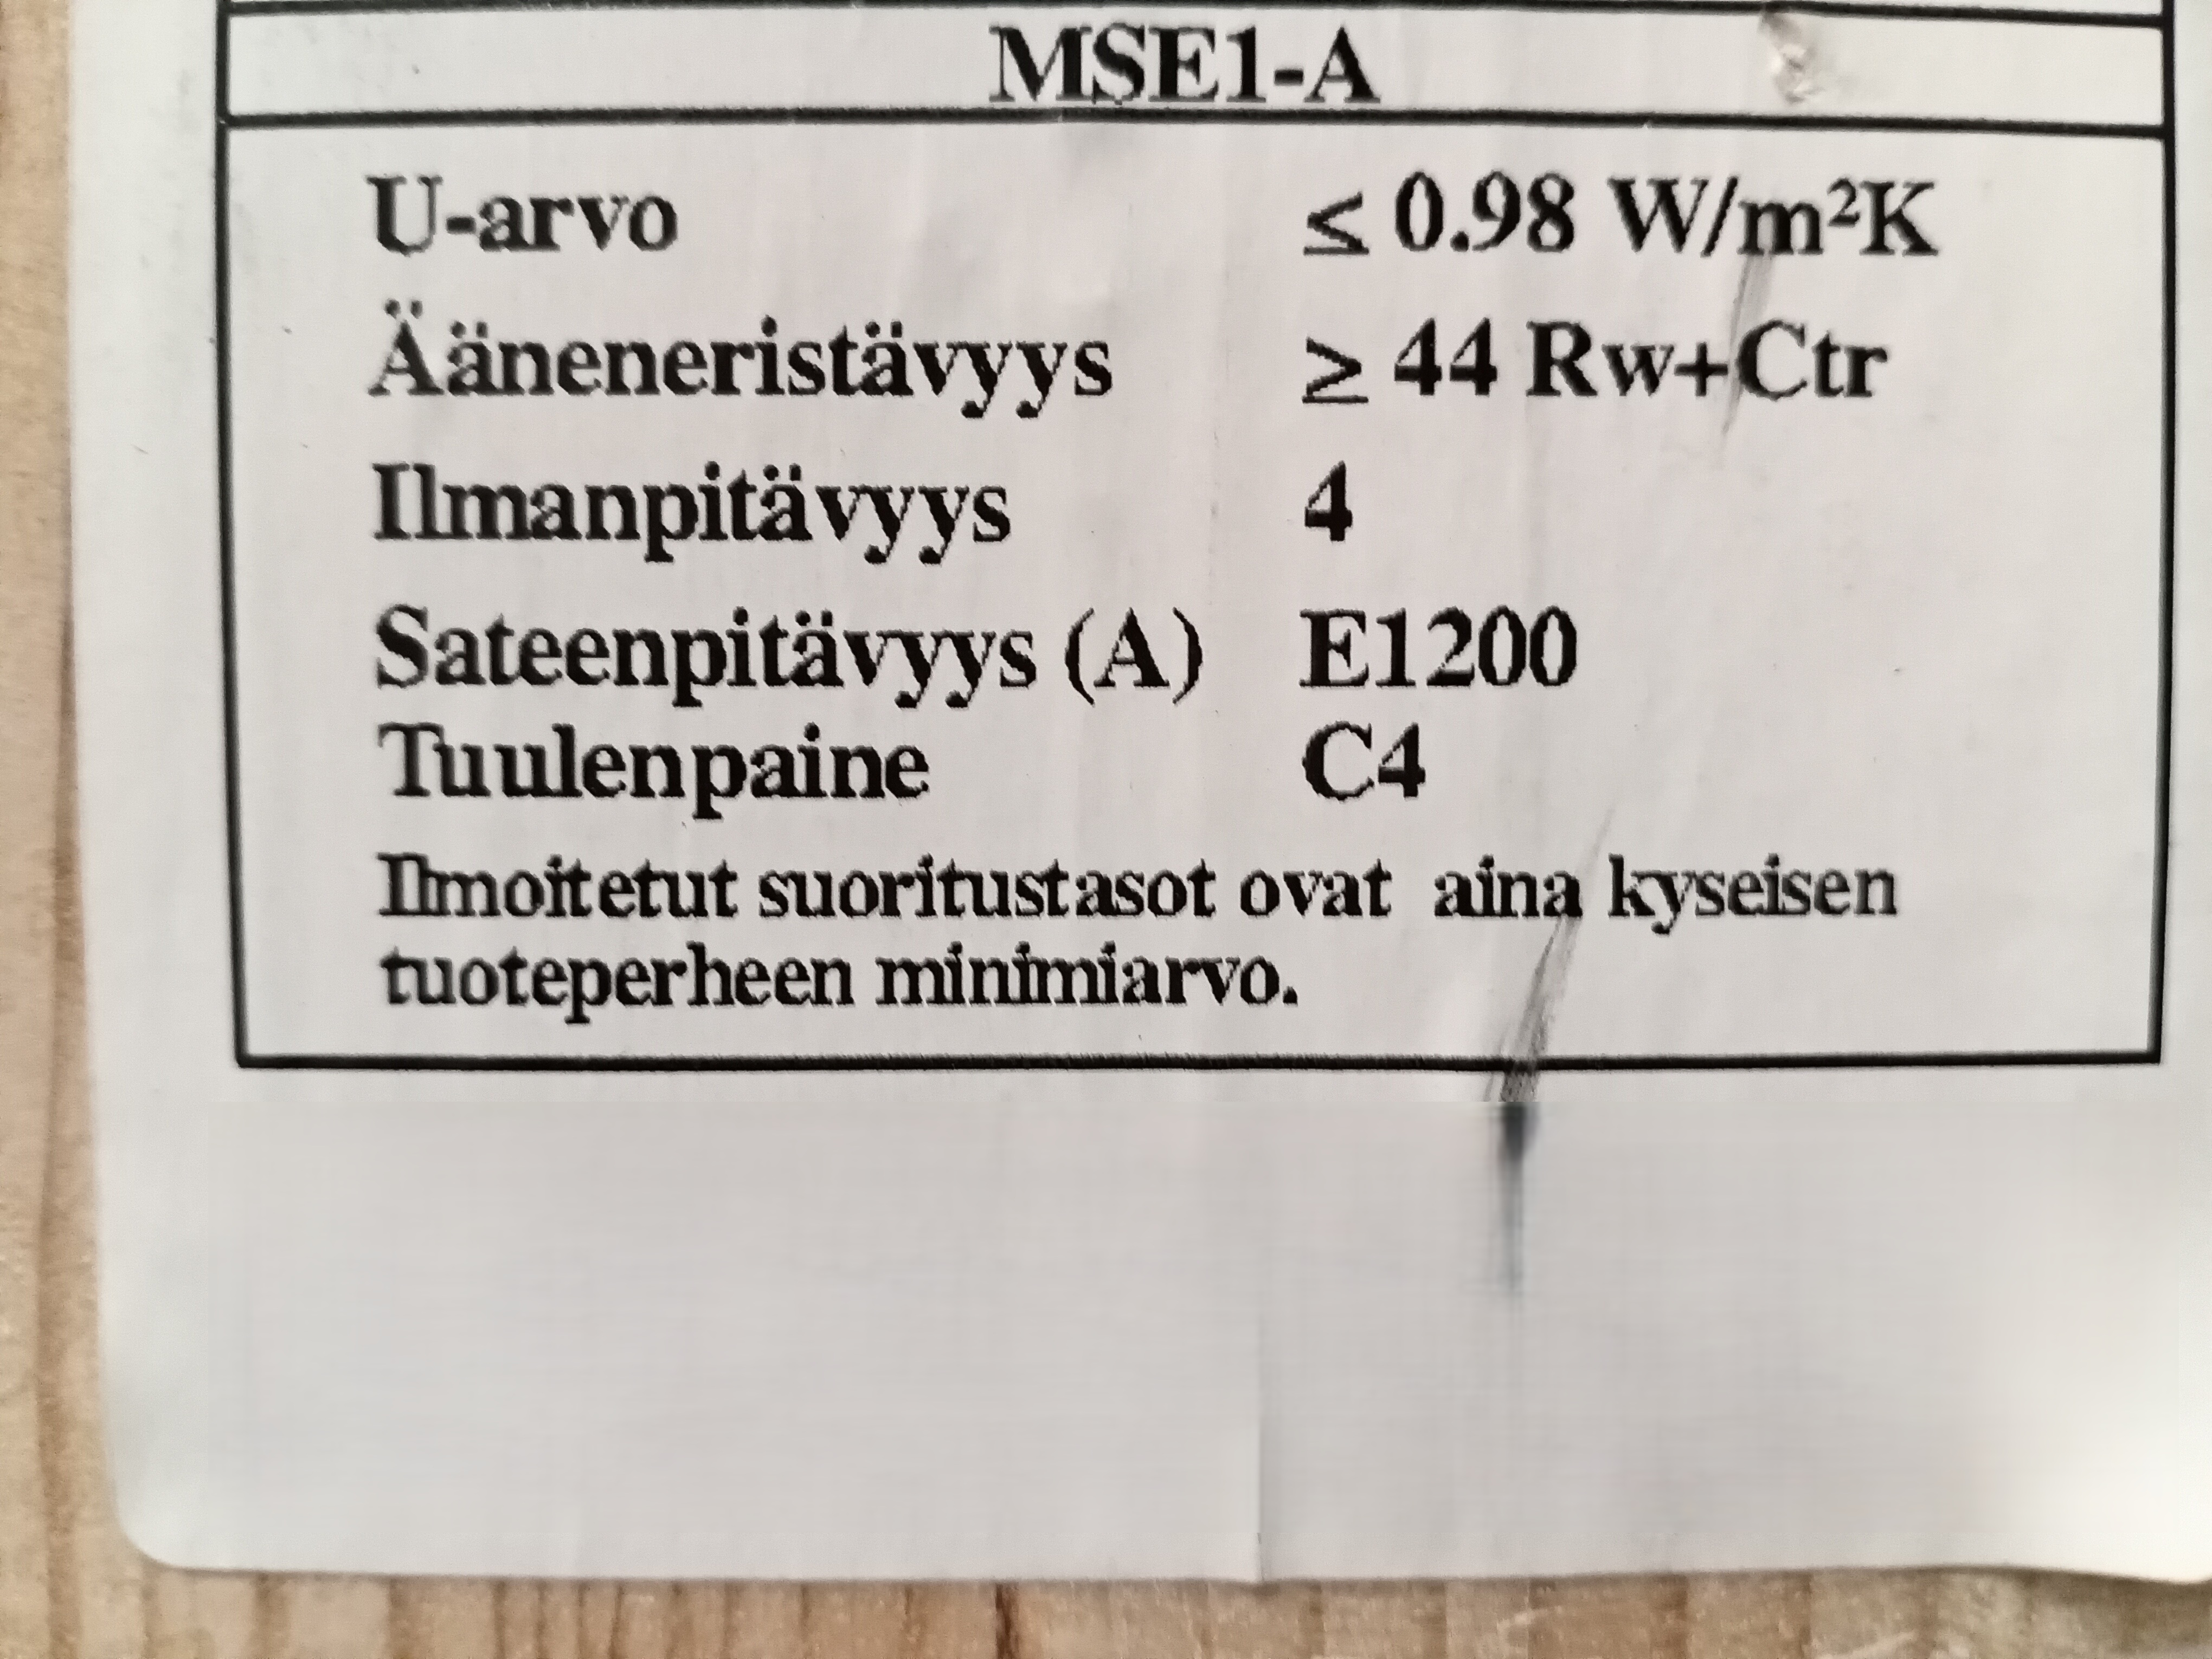 MSE1-A
U-arvo ≤ 0.98 W/m²K
Ääneneristävyys ≥ 44 Rw+Ctr
Ilmanpitävyys 4
Sateenpitävyys (A) E1200
Tuulenpaine C4
Ilmoitetut suoritustasot ovat aina kyseisen
tuoteperheen minimiarvo.